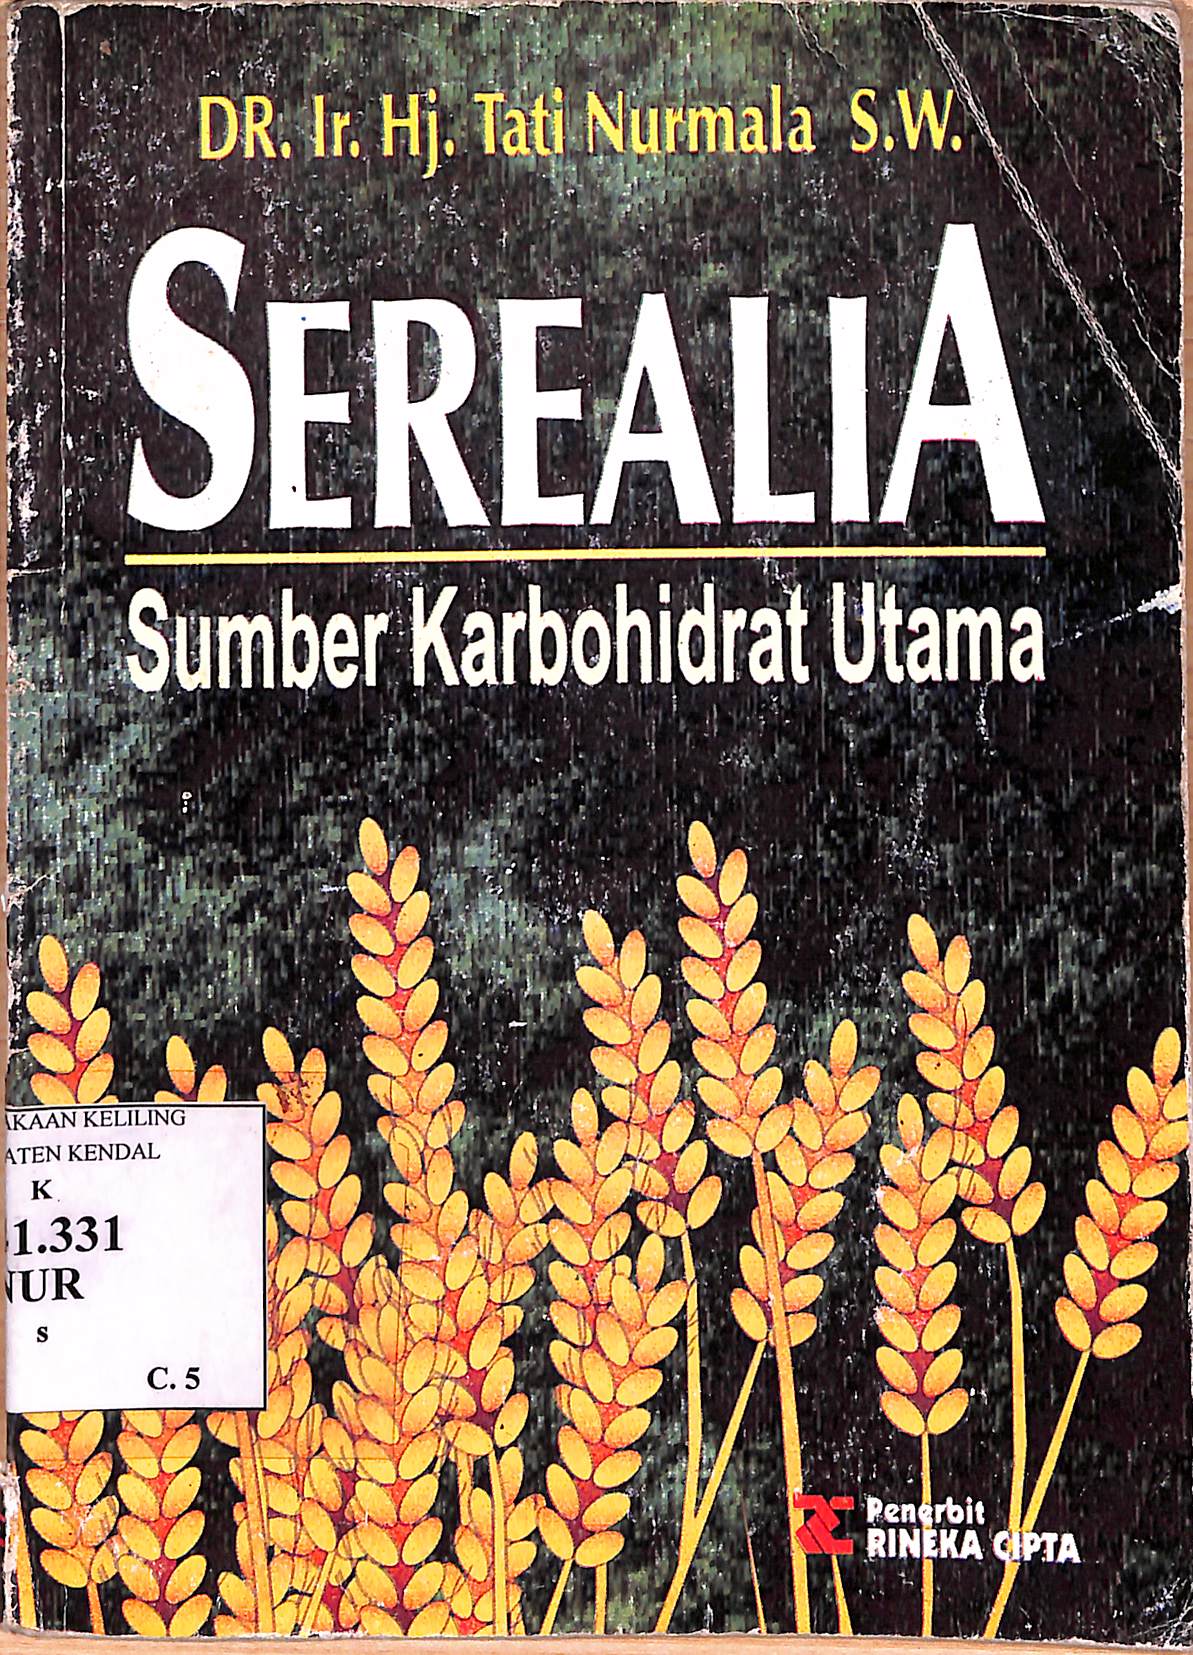 DR. Ir. Hj. Tati Nurmala S.W.
SEREALIA
Sumber Karbohidrat Utama
AKAAN KELILING
ATEN KENDAL
K
1.331
NUR
s
C. 5
Penerbit
RINEKA CIPTA